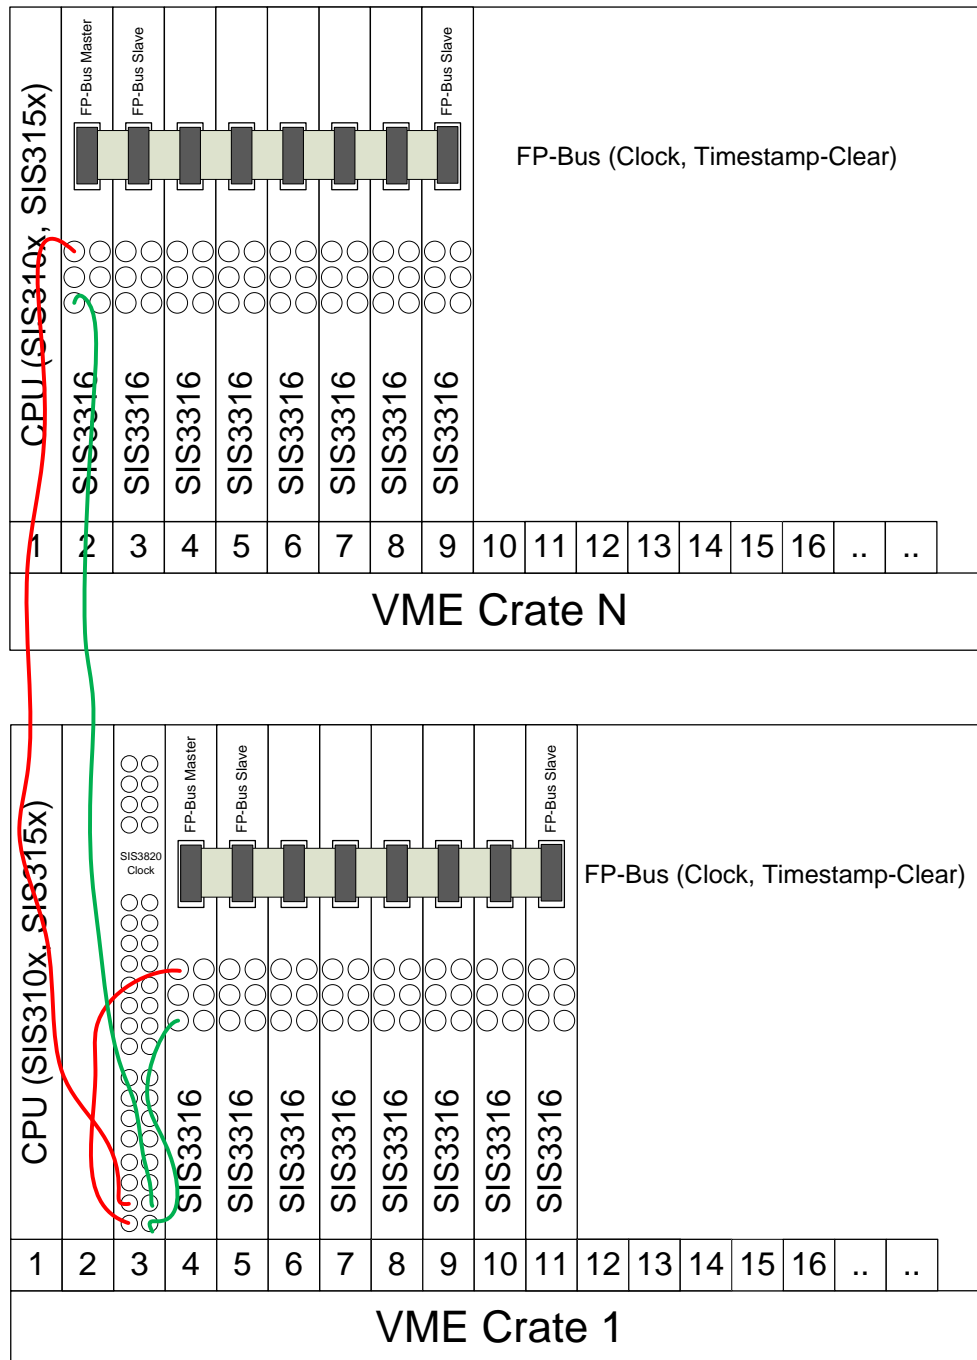 CPU (SIS310x, SIS315x)
FP-Bus Master
FP-Bus Slave
FP-Bus Slave
FP-Bus (Clock, Timestamp-Clear)
SIS3316
SIS3316
SIS3316
SIS3316
SIS3316
SIS3316
SIS3316
SIS3316
1 2 3 4 5 6 7 8 9 10 11 12 13 14 15 16 .. ..
VME Crate N
CPU (SIS310x, SIS315x)
SIS3820
Clock
FP-Bus Master
FP-Bus Slave
FP-Bus Slave
FP-Bus (Clock, Timestamp-Clear)
SIS3316
SIS3316
SIS3316
SIS3316
SIS3316
SIS3316
SIS3316
SIS3316
1 2 3 4 5 6 7 8 9 10 11 12 13 14 15 16 .. ..
VME Crate 1